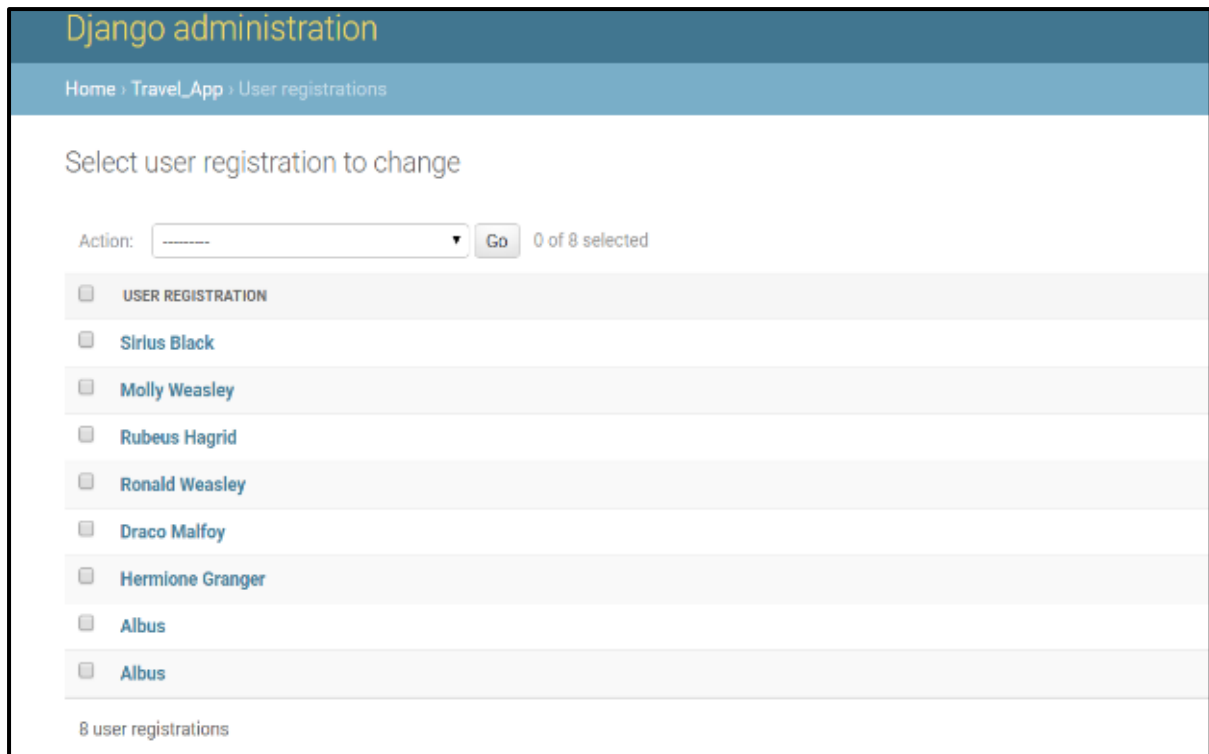 Django administration
Home › Travel_App › User registrations
Select user registration to change
Action: --------- Go 0 of 8 selected
USER REGISTRATION
Sirius Black
Molly Weasley
Rubeus Hagrid
Ronald Weasley
Draco Malfoy
Hermione Granger
Albus
Albus
8 user registrations